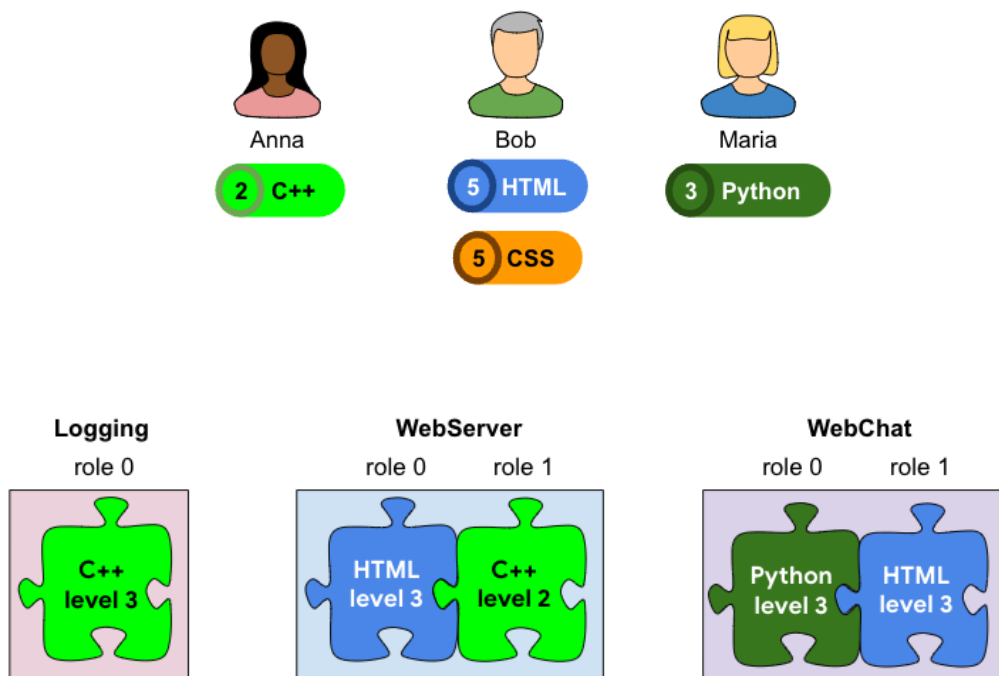 Anna
Bob
Maria
2 C++
5 HTML
3 Python
5 CSS
Logging
WebServer
WebChat
role 0
role 0
role 1
role 0
role 1
C++
level 3
HTML
level 3
C++
level 2
Python
level 3
HTML
level 3